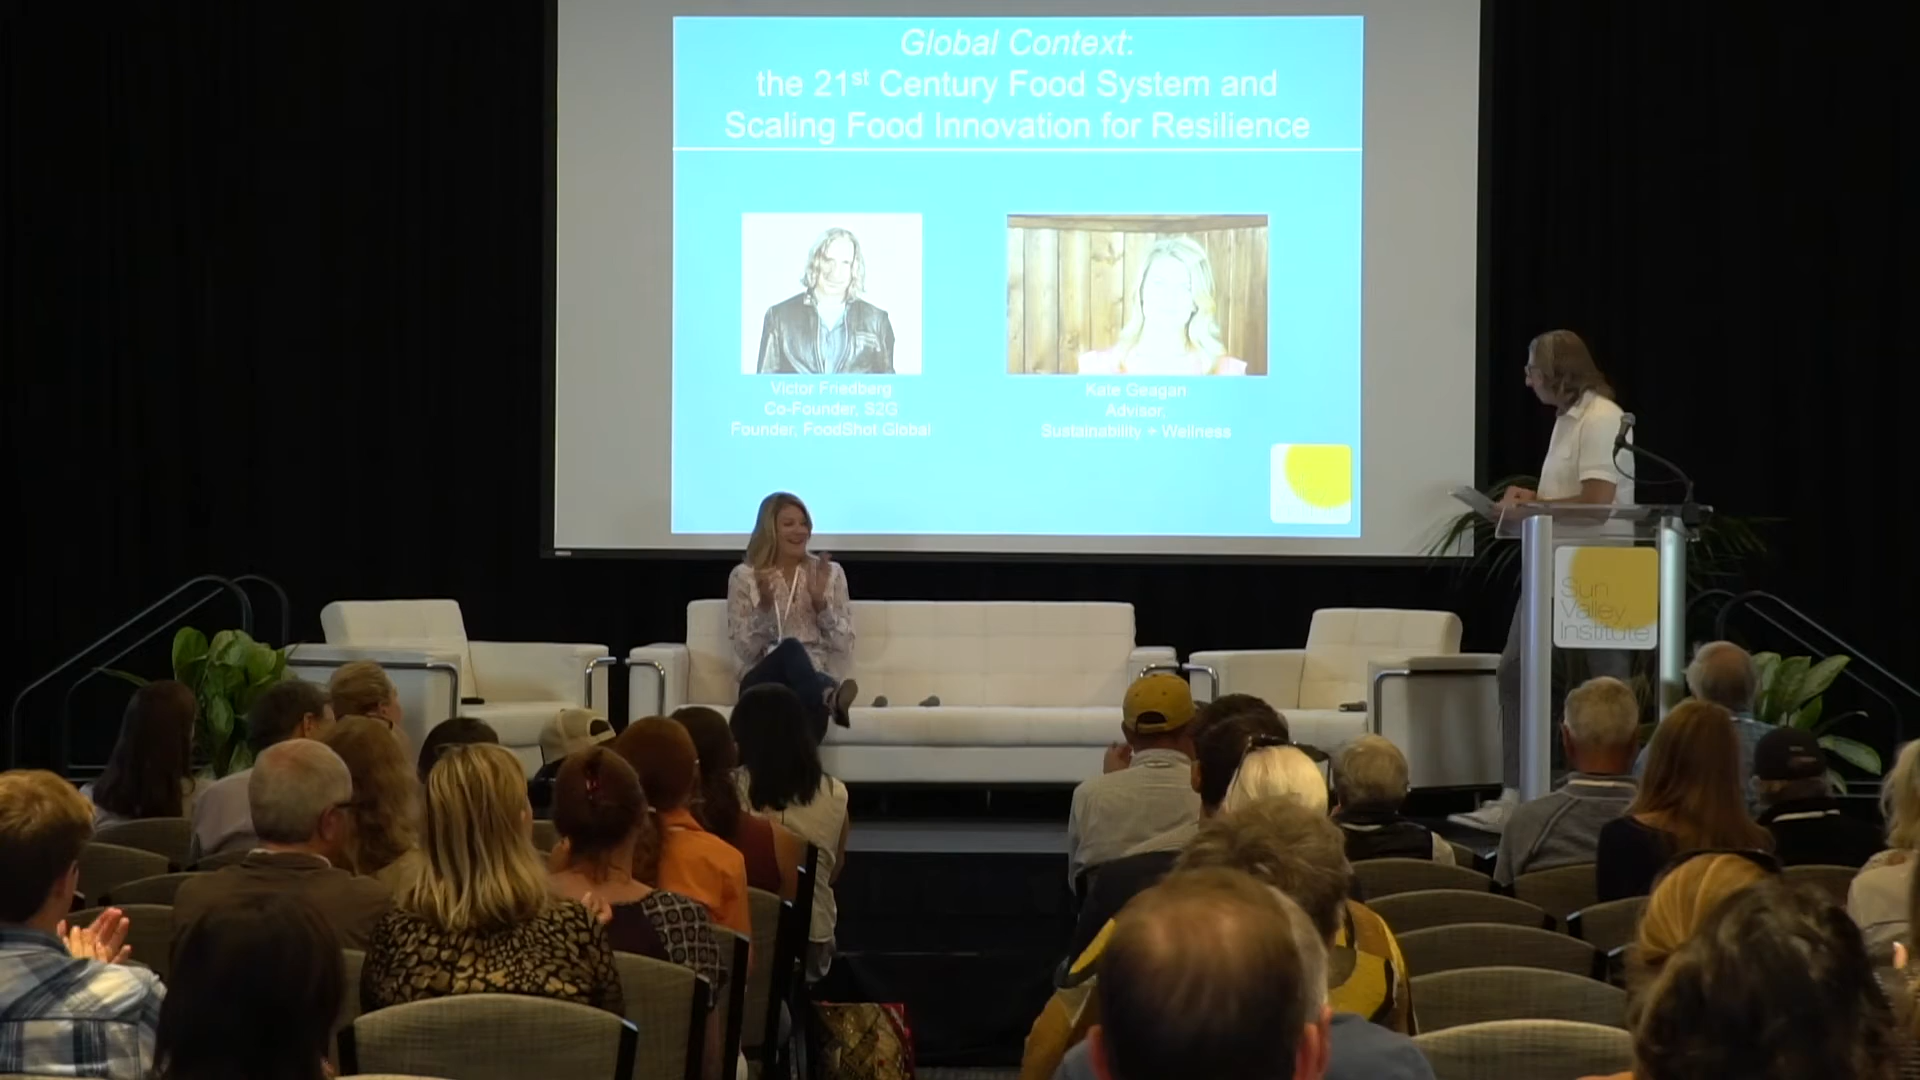 Global Context:
the 21st Century Food System and
Scaling Food Innovation for Resilience
Victor Friedberg
Co-Founder, S2G
Founder, FoodShot Global
Kate Geagan
Advisor,
Sustainability + Wellness
Sun
Valley
Institute